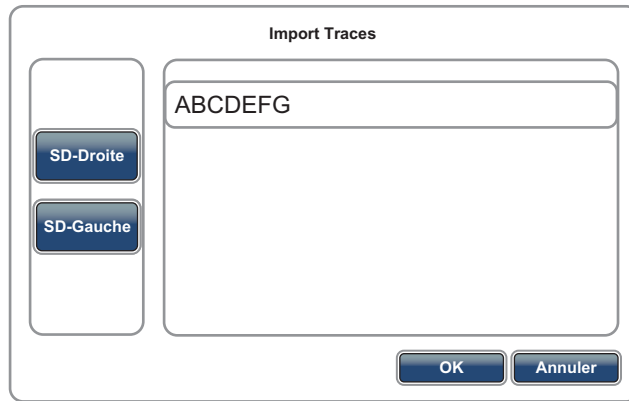 Import Traces
ABCDEFG
SD-Droite
SD-Gauche
OK
Annuler